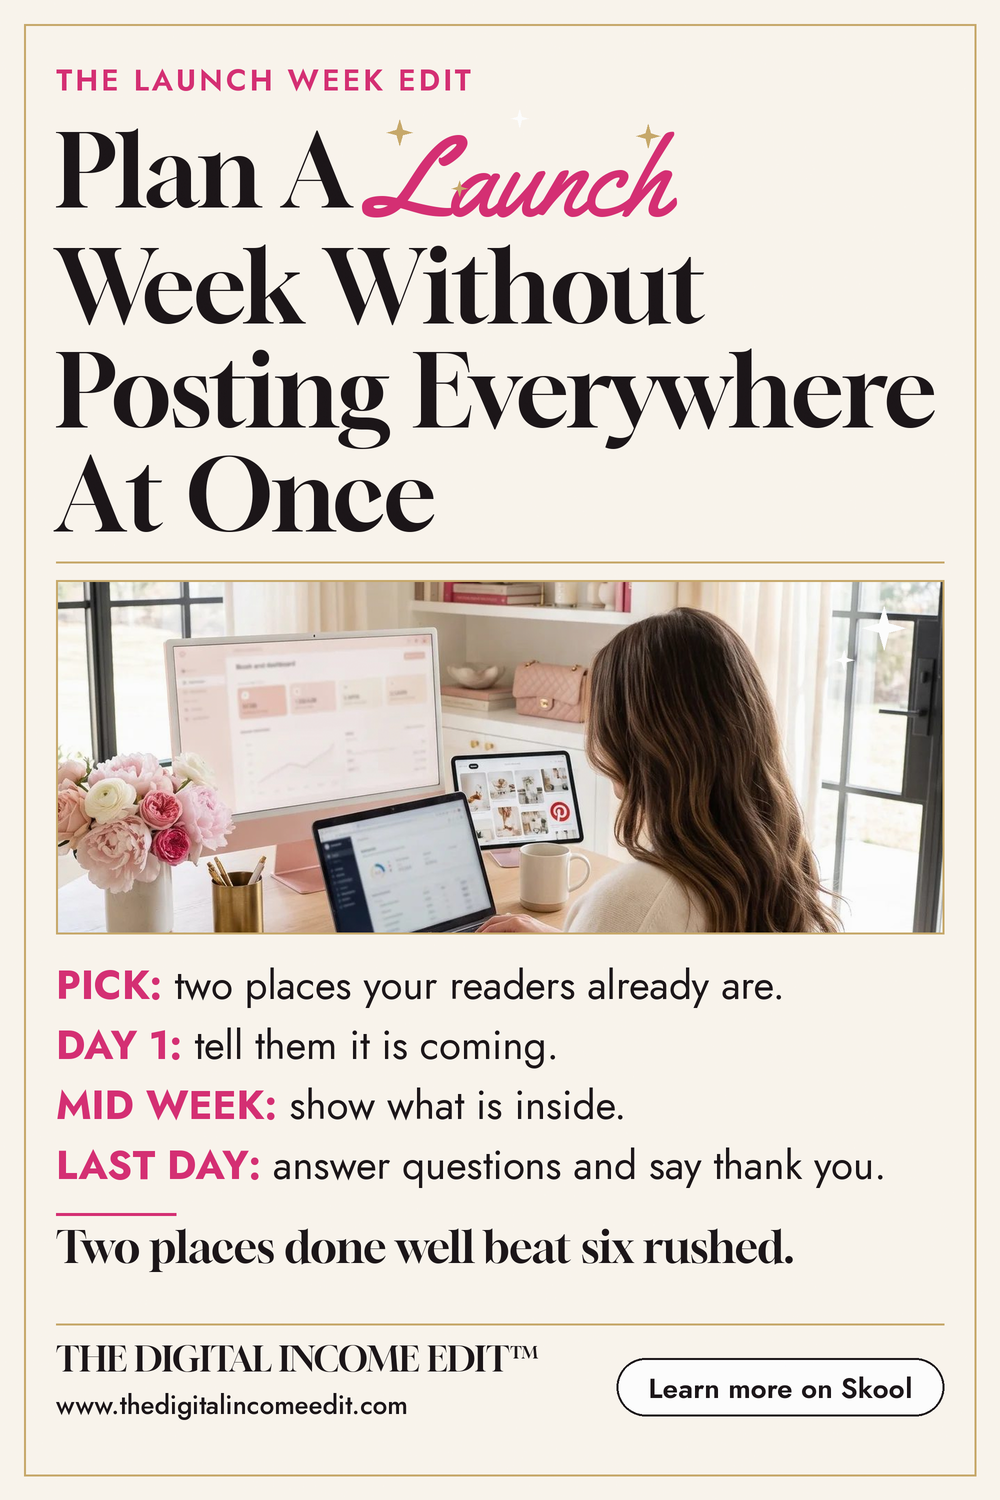 THE LAUNCH WEEK EDIT
Plan A Launch
Week Without
Posting Everywhere
At Once
PICK: two places your readers already are.
DAY 1: tell them it is coming.
MID WEEK: show what is inside.
LAST DAY: answer questions and say thank you.
Two places done well beat six rushed.
THE DIGITAL INCOME EDIT™
www.thedigitalincomeedit.com
Learn more on Skool